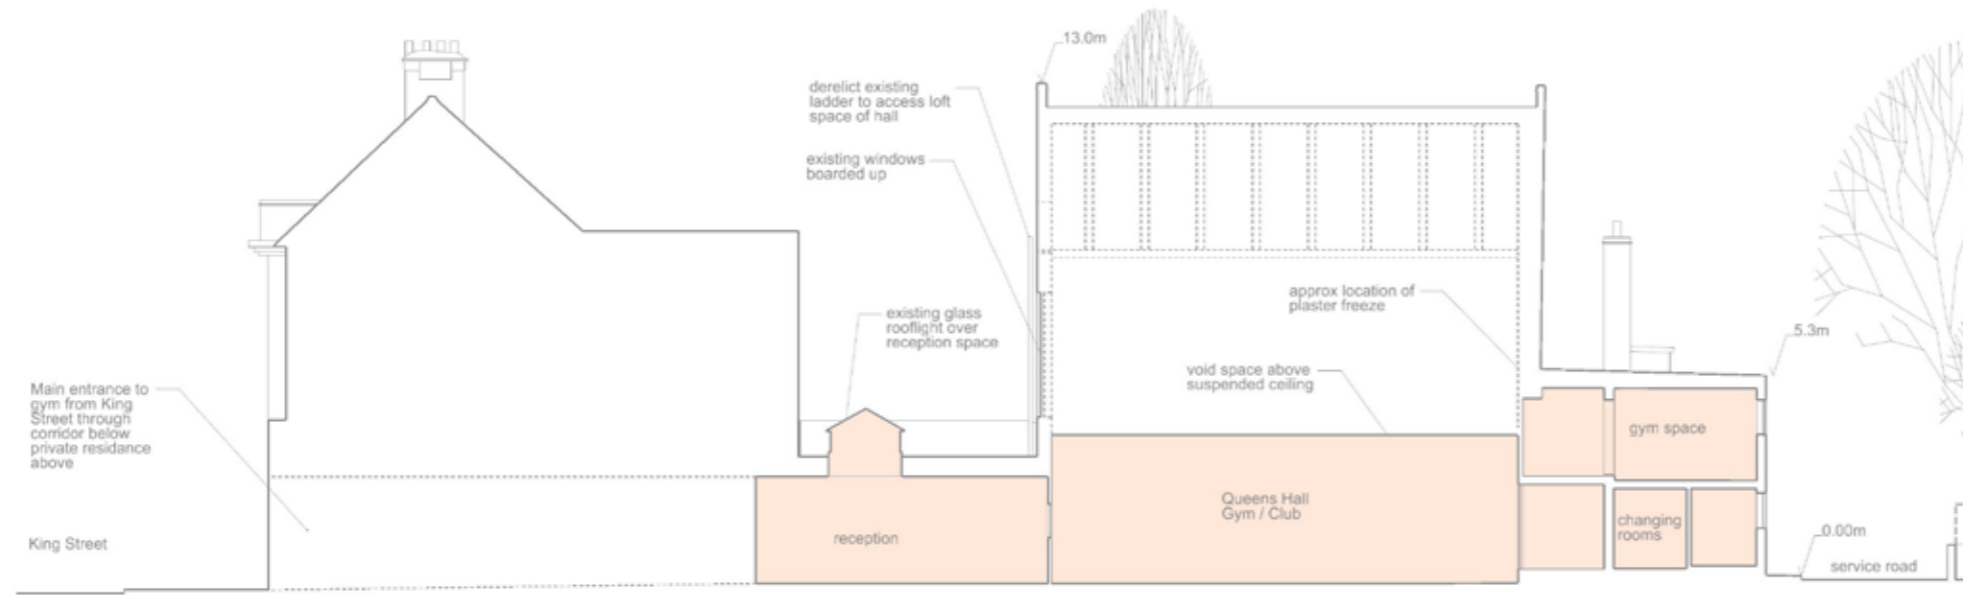 13.0m
derelict existing
ladder to access loft
space of hall
existing windows
boarded up
existing glass
rooflight over
reception space
approx location of
plaster freeze
5.3m
void space above
suspended ceiling
Main entrance to
gym from King
Street through
corridor below
private residance
above
gym space
Queens Hall
Gym / Club
changing
rooms
0.00m
reception
King Street
service road